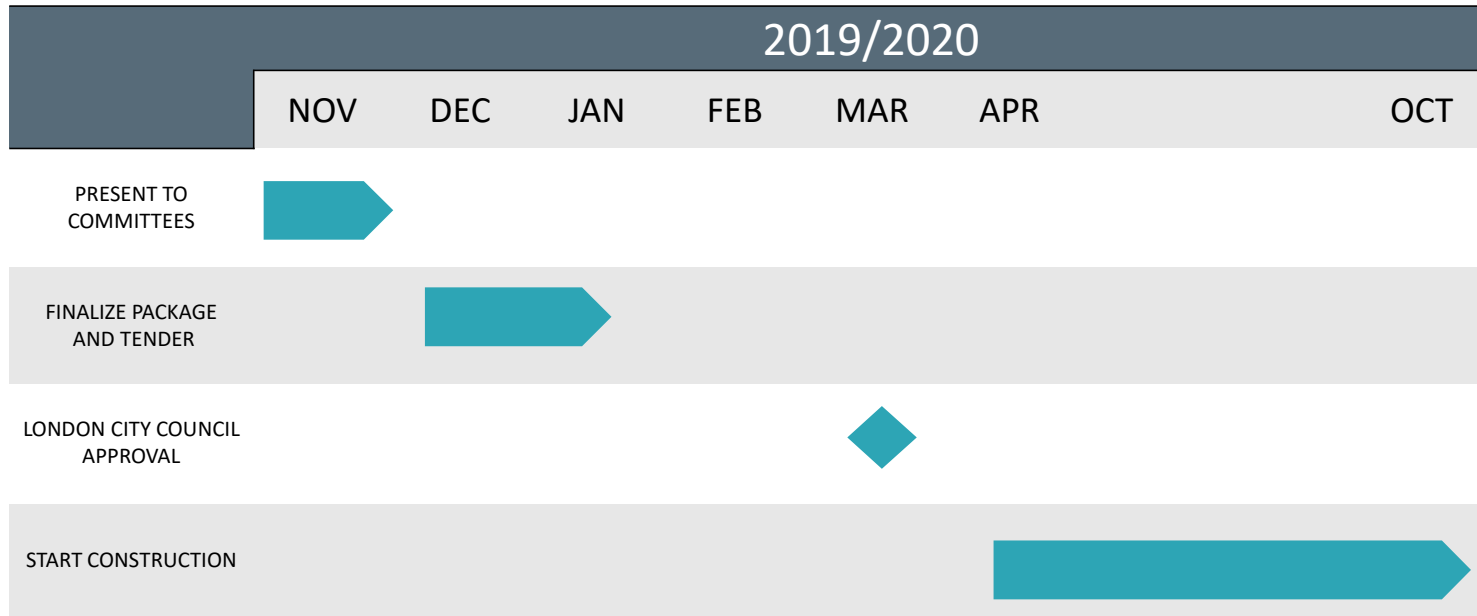 2019/2020
NOV DEC JAN FEB MAR APR OCT
PRESENT TO
COMMITTEES
FINALIZE PACKAGE
AND TENDER
LONDON CITY COUNCIL
APPROVAL
START CONSTRUCTION